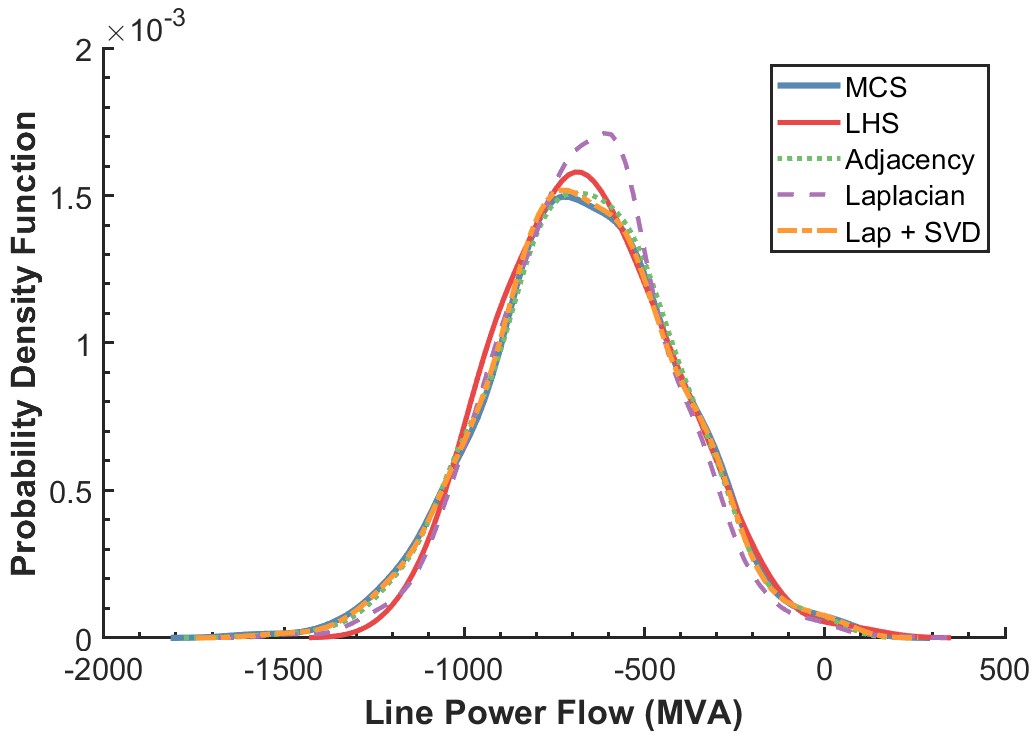 ×10-3
2
1.5
1
0.5
0
-2000 -1500 -1000 -500 0 500
Probability Density Function
Line Power Flow (MVA)
MCS
LHS
Adjacency
Laplacian
Lap + SVD